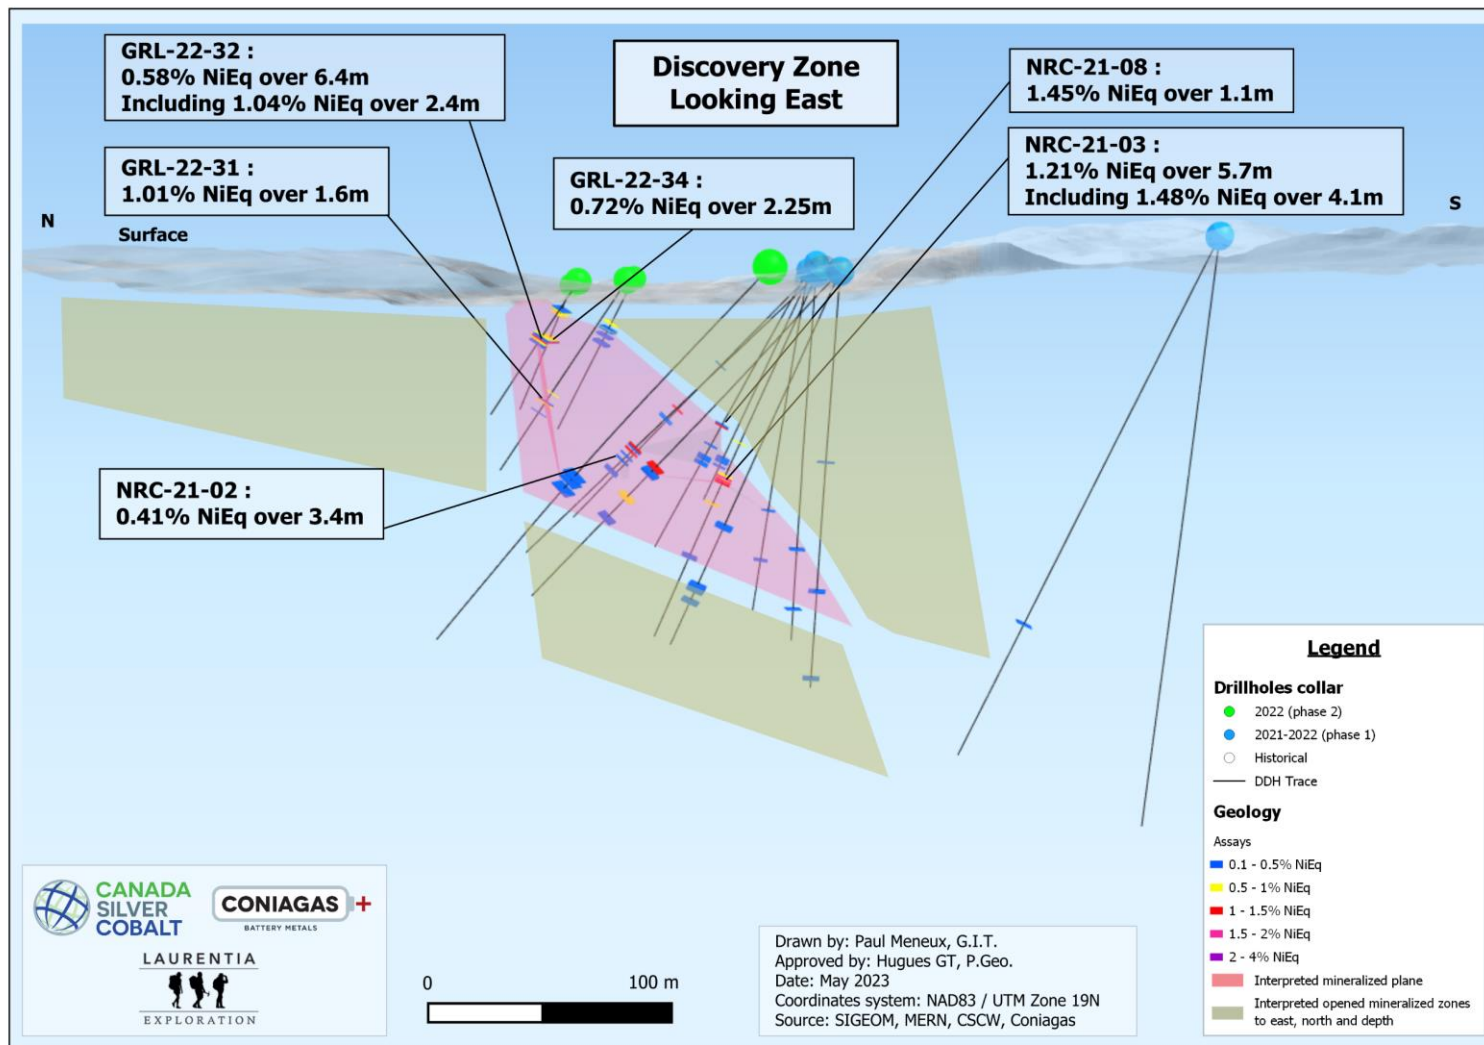 GRL-22-32 :
0.58% NiEq over 6.4m
Including 1.04% NiEq over 2.4m
Discovery Zone
Looking East
NRC-21-08 :
1.45% NiEq over 1.1m
GRL-22-31 :
1.01% NiEq over 1.6m
GRL-22-34 :
0.72% NiEq over 2.25m
NRC-21-03 :
1.21% NiEq over 5.7m
Including 1.48% NiEq over 4.1m
N
S
Surface
NRC-21-02 :
0.41% NiEq over 3.4m
Legend
Drillholes collar
2022 (phase 2)
2021-2022 (phase 1)
Historical
DDH Trace
Geology
Assays
0.1 - 0.5% NiEq
0.5 - 1% NiEq
1 - 1.5% NiEq
1.5 - 2% NiEq
2 - 4% NiEq
Interpreted mineralized plane
Interpreted opened mineralized zones
to east, north and depth
CANADA
SILVER
COBALT
CONIAGAS
BATTERY METALS
LAURENTIA
EXPLORATION
0 100 m
Drawn by: Paul Meneux, G.I.T.
Approved by: Hugues GT, P.Geo.
Date: May 2023
Coordinates system: NAD83 / UTM Zone 19N
Source: SIGEOM, MERN, CSCW, Coniagas